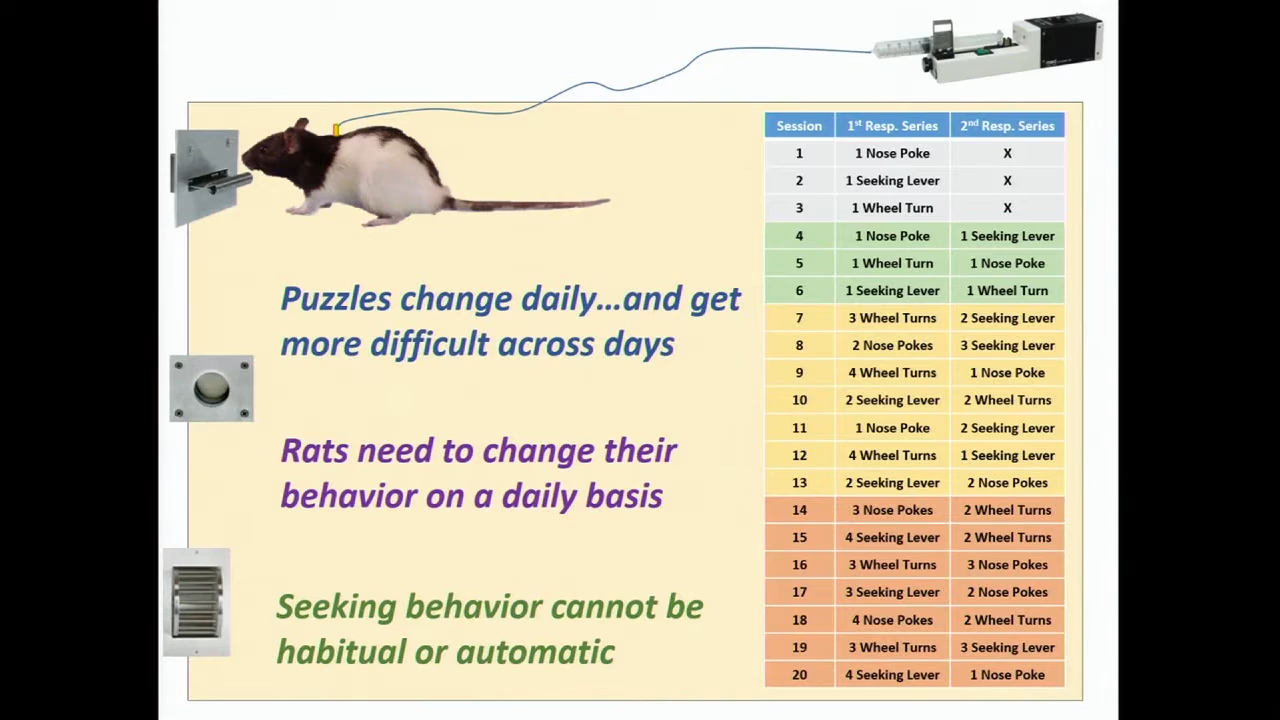 Session 1st Resp. Series 2nd Resp. Series
1 1 Nose Poke X
2 1 Seeking Lever X
3 1 Wheel Turn X
4 1 Nose Poke 1 Seeking Lever
5 1 Wheel Turn 1 Nose Poke
6 1 Seeking Lever 1 Wheel Turn
7 3 Wheel Turns 2 Seeking Lever
8 2 Nose Pokes 3 Seeking Lever
9 4 Wheel Turns 1 Nose Poke
10 2 Seeking Lever 2 Wheel Turns
11 1 Nose Poke 2 Seeking Lever
12 4 Wheel Turns 1 Seeking Lever
13 2 Seeking Lever 2 Nose Pokes
14 3 Nose Pokes 2 Wheel Turns
15 4 Seeking Lever 2 Wheel Turns
16 3 Wheel Turns 3 Nose Pokes
17 3 Seeking Lever 2 Nose Pokes
18 4 Nose Pokes 2 Wheel Turns
19 3 Wheel Turns 3 Seeking Lever
20 4 Seeking Lever 1 Nose Poke
Puzzles change daily...and get
more difficult across days
Rats need to change their
behavior on a daily basis
Seeking behavior cannot be
habitual or automatic